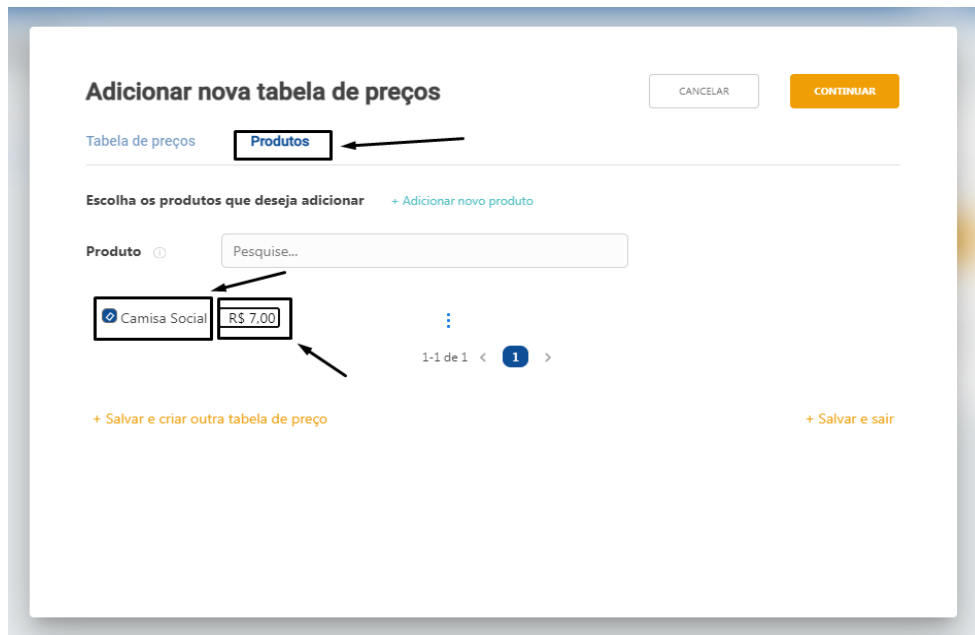 Adicionar nova tabela de preços
CANCELAR
CONTINUAR
Tabela de preços
Produtos
Escolha os produtos que deseja adicionar
+ Adicionar novo produto
Produto
Pesquise...
Camisa Social
R$ 7,00
1-1 de 1 < 1 >
+ Salvar e criar outra tabela de preço
+ Salvar e sair